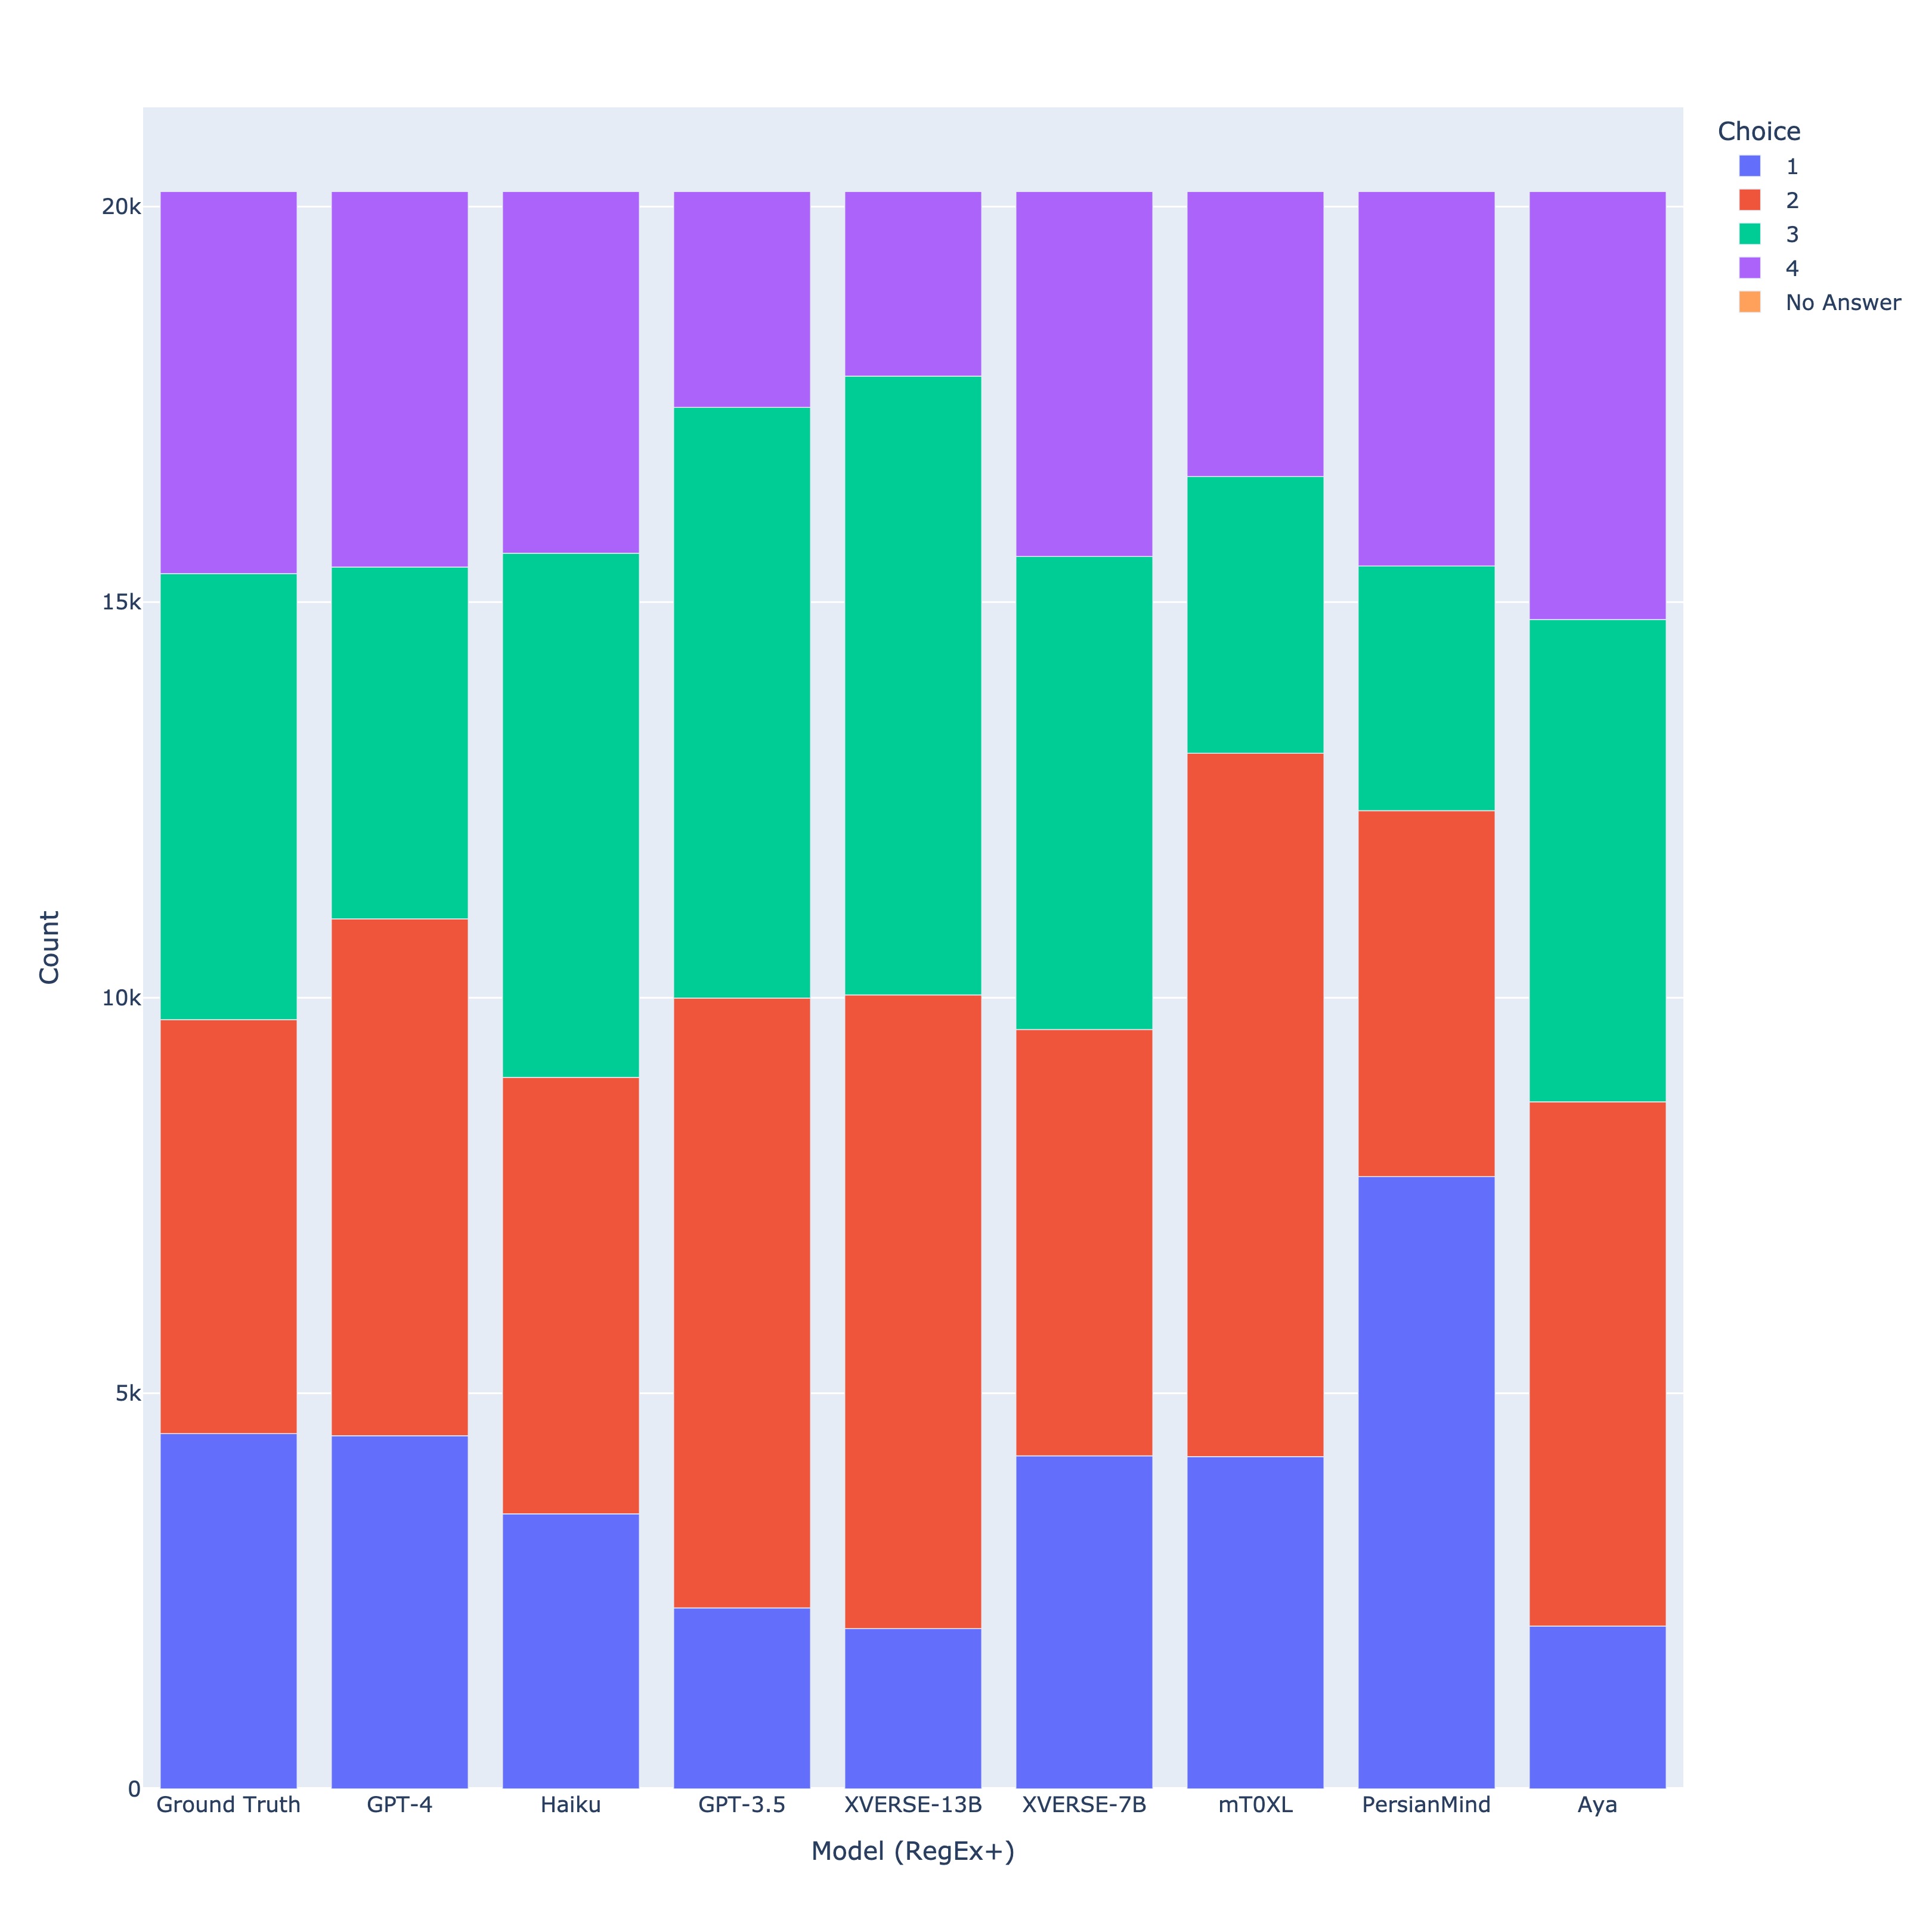 Choice
1
2
3
4
No Answer
20k
15k
10k
5k
0
Count
Ground Truth
GPT-4
Haiku
GPT-3.5
XVERSE-13B
XVERSE-7B
mT0XL
PersianMind
Aya
Model (RegEx+)